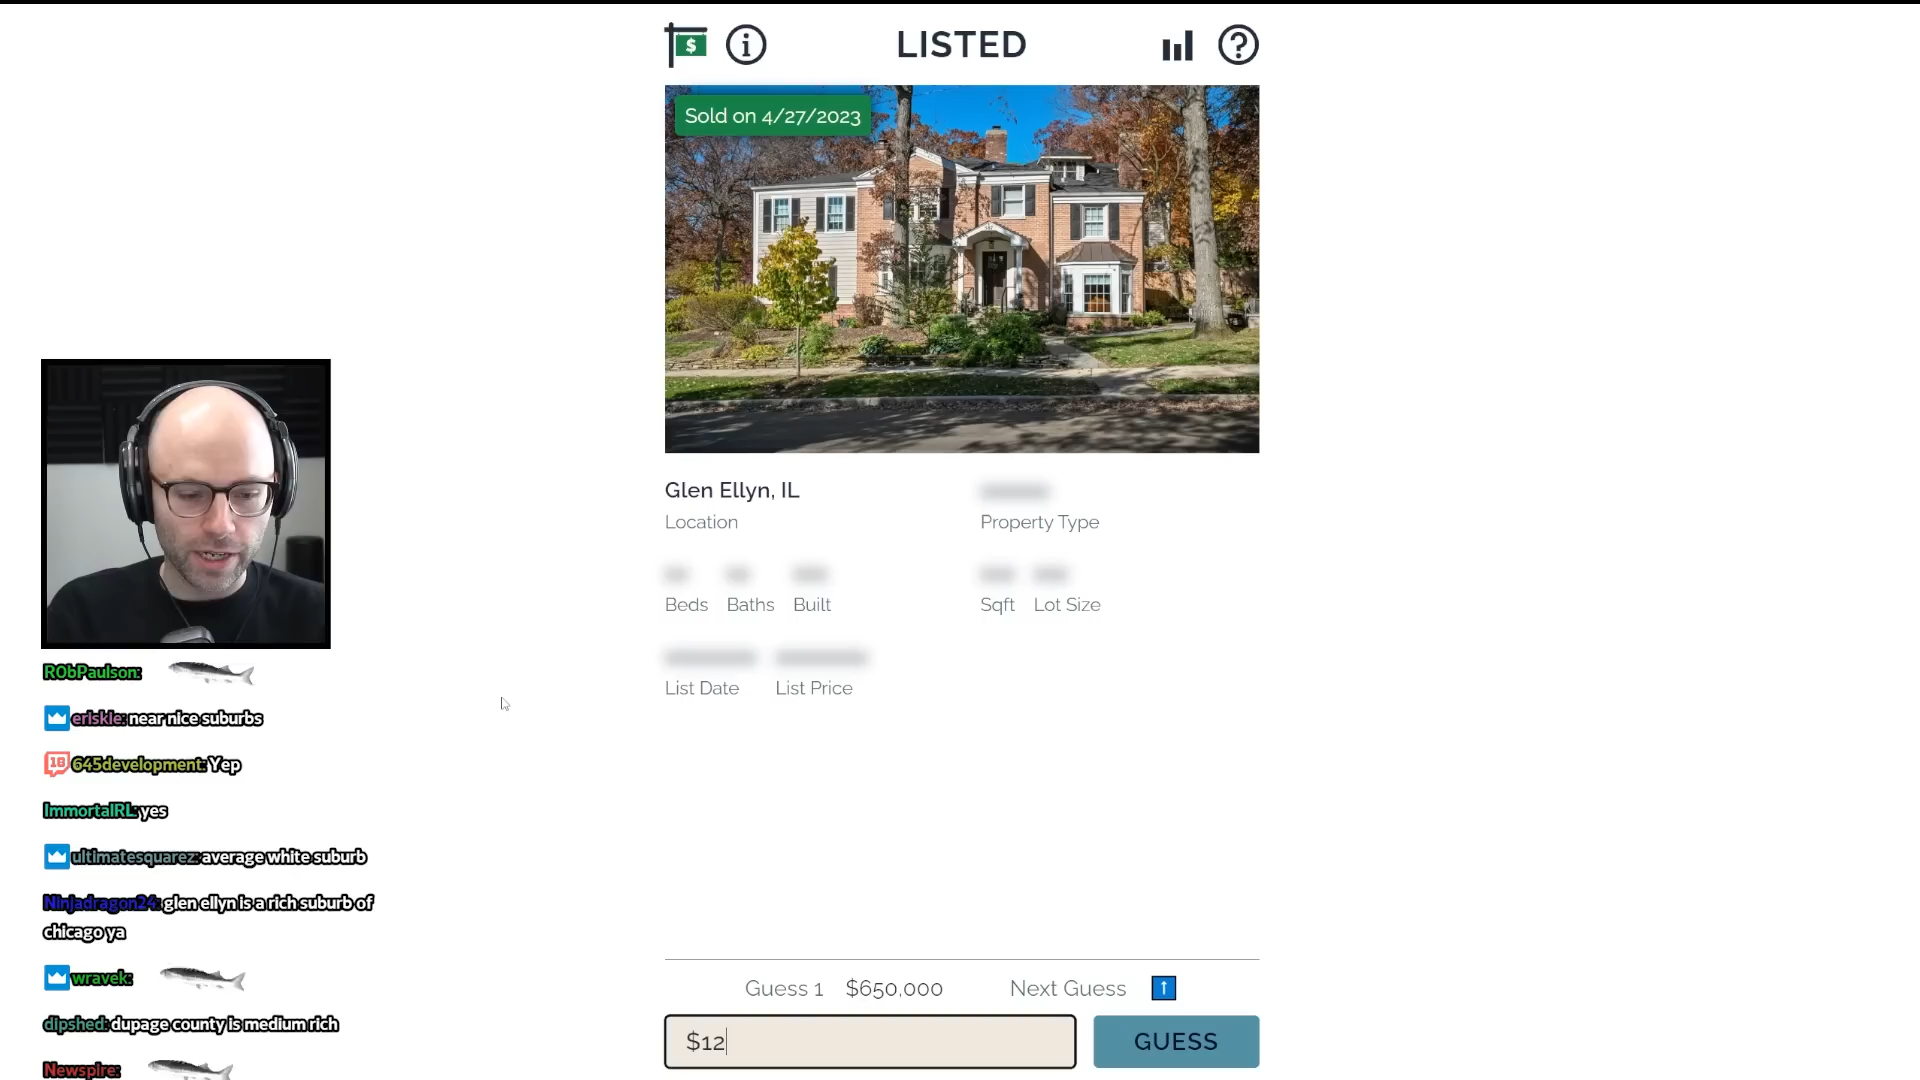 LISTED
Sold on 4/27/2023
Glen Ellyn, IL
Location
Property Type
Beds Baths Built
Sqft Lot Size
List Date List Price
R0bPaulson:
eriskie: near nice suburbs
645development: Yep
ImmortalRL: yes
ultimatesquarez: average white suburb
Ninjadragon24: glen ellyn is a rich suburb of
chicago ya
wravek:
dipshed: dupage county is medium rich
Newspire:
Guess 1 $650,000 Next Guess ↑
$12
GUESS